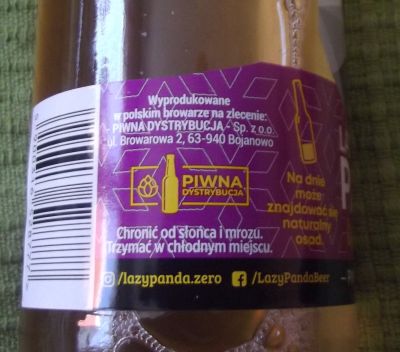 Wyprodukowane
w polskim browarze na zlecenie:
PIWNA DYSTRYBUCJA - Sp. z o.o.
ul. Browarowa 2, 63-940 Bojanowo
PIWNA
DYSTRYBUCJA
Chronić od słońca i mrozu.
Trzymać w chłodnym miejscu.
/lazypanda.zero
/LazyPandaBeer
Na dnie
może
znajdować się
naturalny
osad.